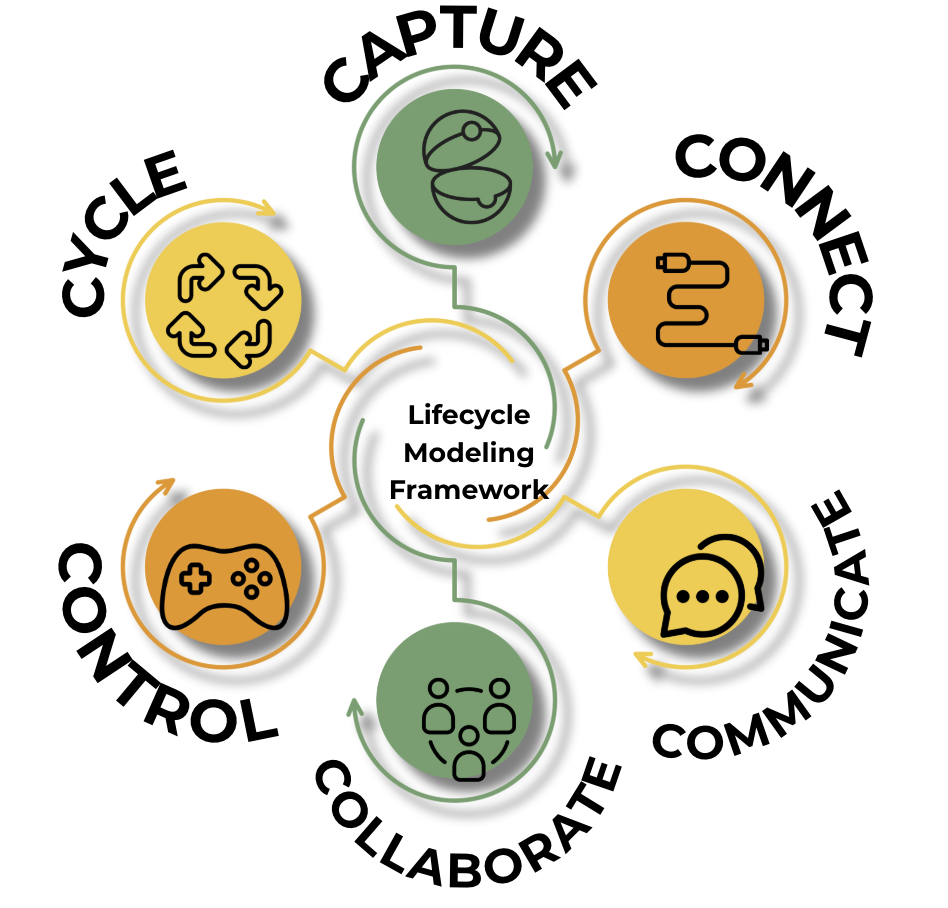 CAPTURE
CONNECT
COMMUNICATE
COLLABORATE
CONTROL
CYCLE
Lifecycle
Modeling
Framework